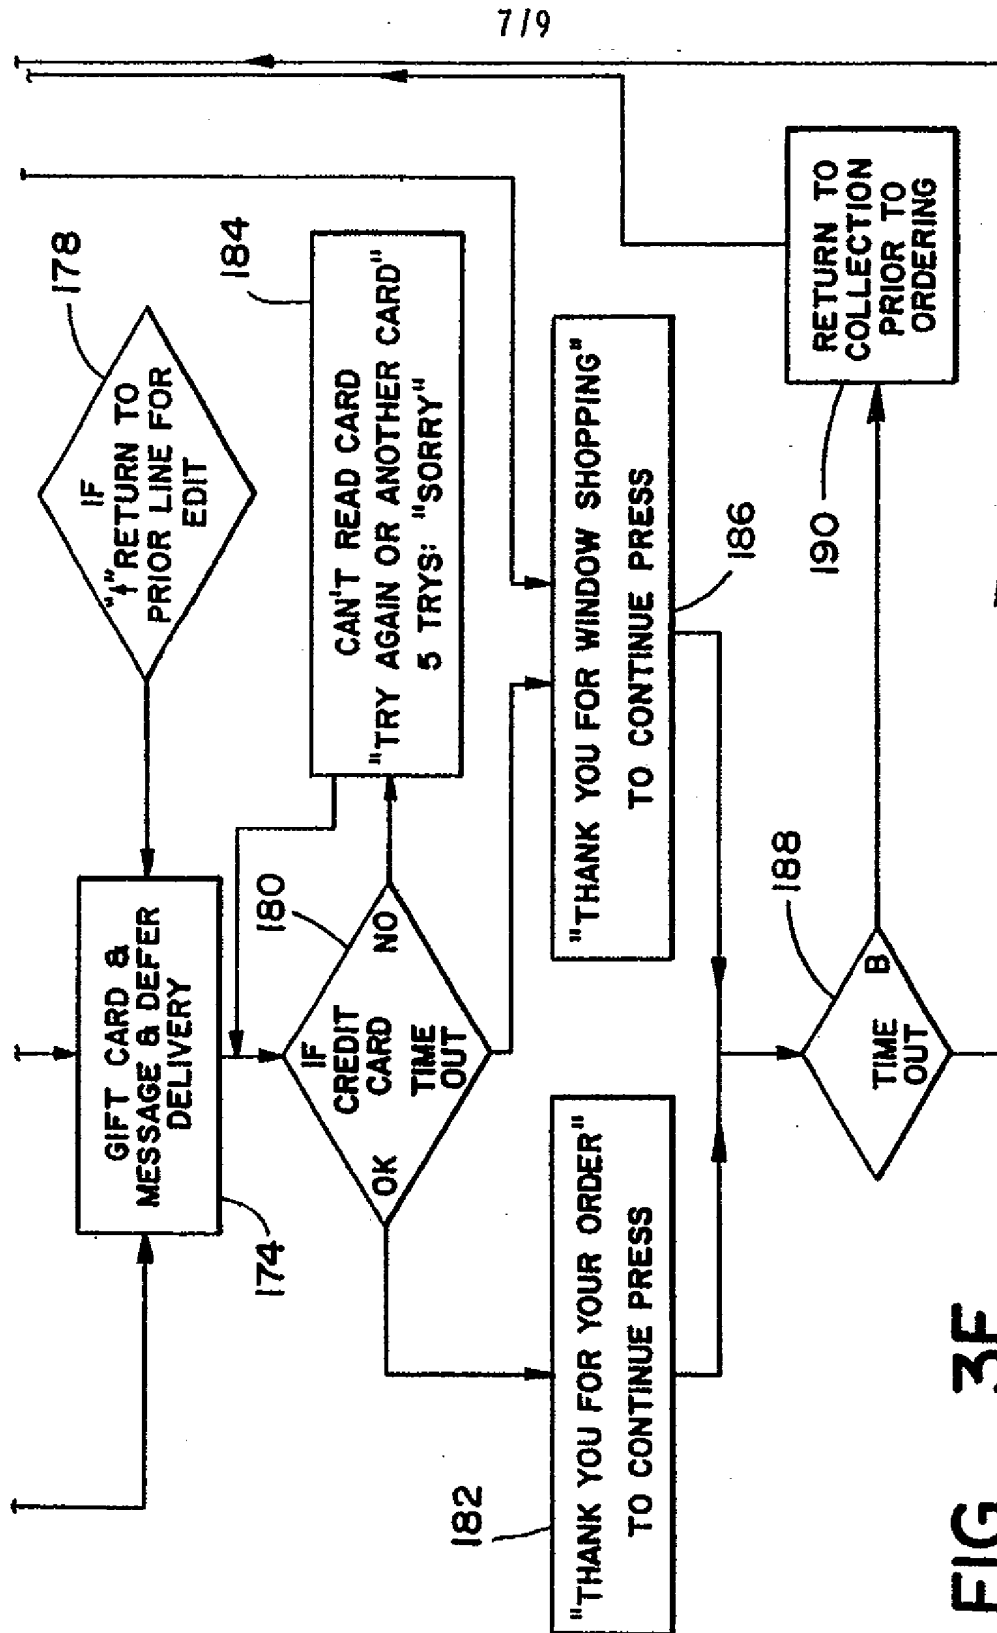 7/9
IF
"↑" RETURN TO
PRIOR LINE FOR
EDIT
178
GIFT CARD &
MESSAGE & DEFER
DELIVERY
174
CAN'T READ CARD
"TRY AGAIN OR ANOTHER CARD"
5 TRYS: "SORRY"
184
IF
CREDIT
CARD
TIME
OUT
OK
NO
180
"THANK YOU FOR YOUR ORDER"
TO CONTINUE PRESS
182
"THANK YOU FOR WINDOW SHOPPING"
TO CONTINUE PRESS
186
TIME
OUT
B
188
RETURN TO
COLLECTION
PRIOR TO
ORDERING
190
FIG 3F